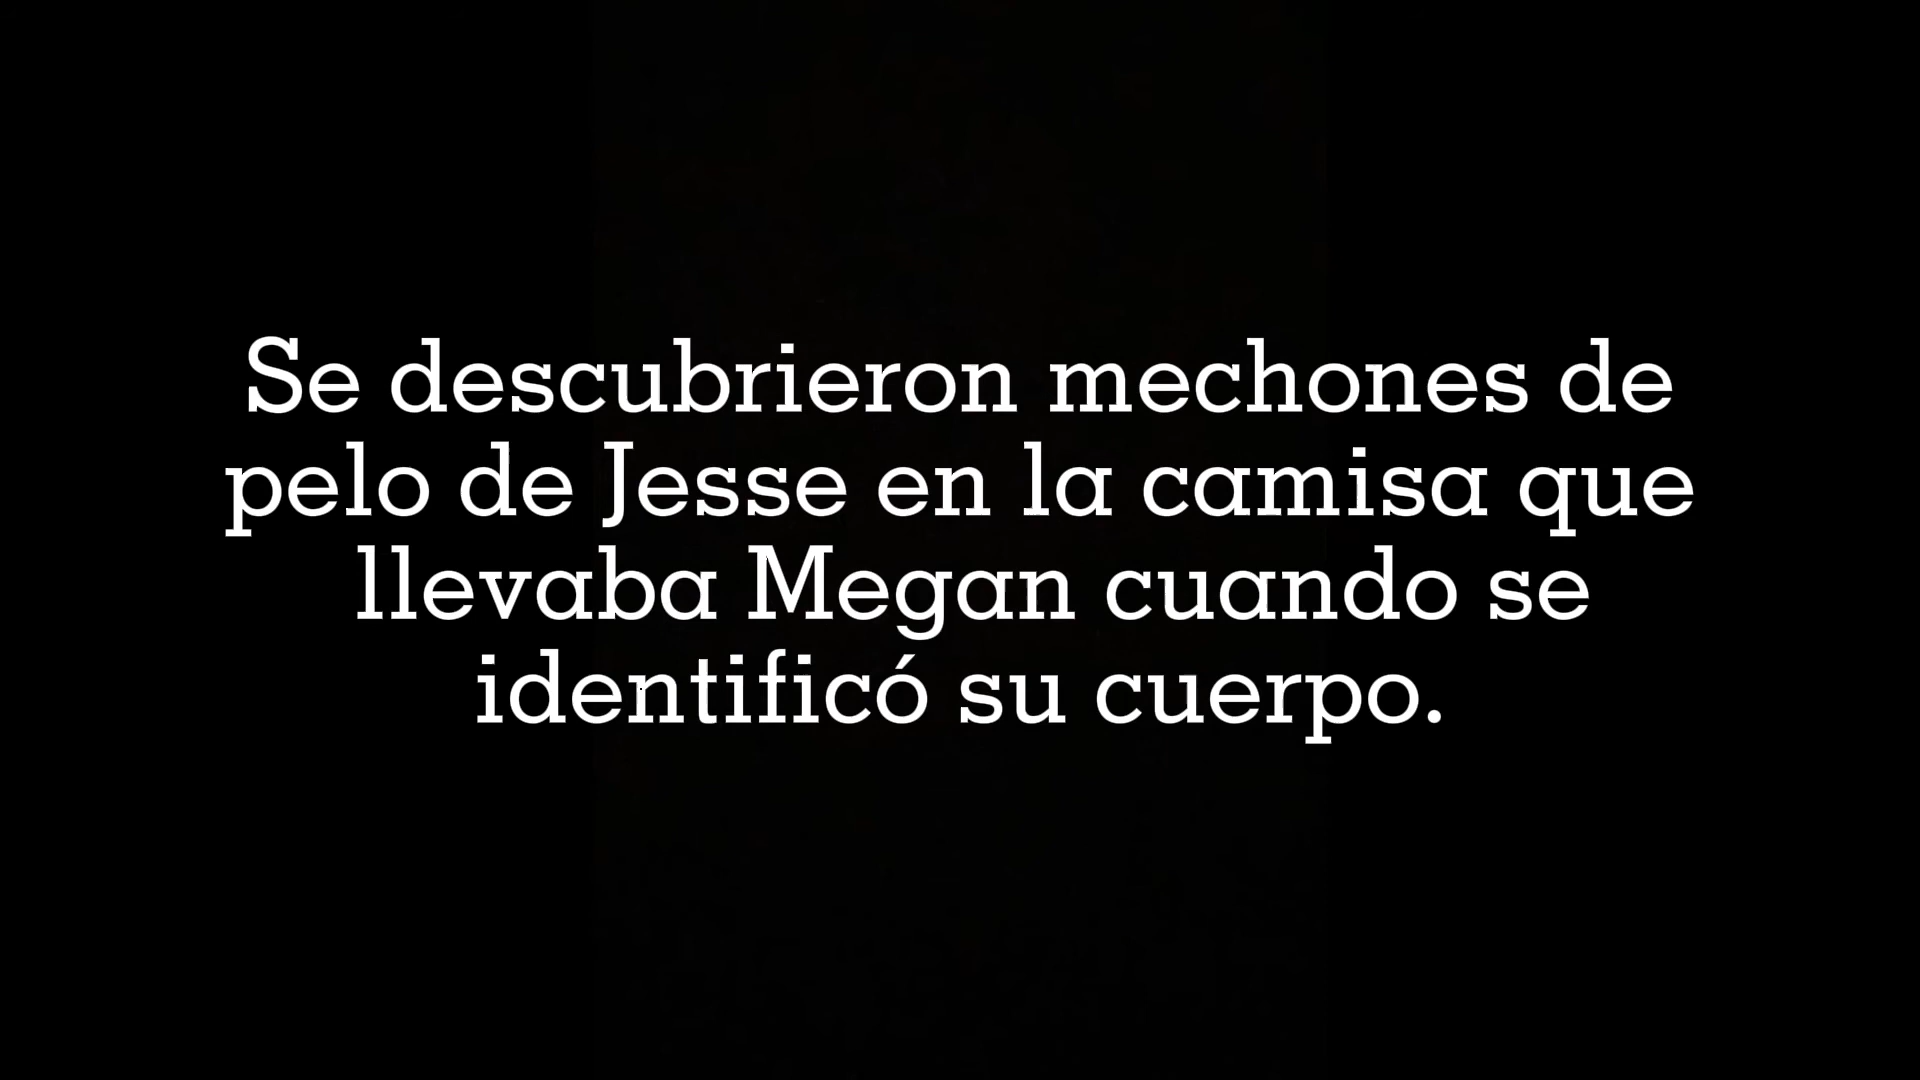 Se descubrieron mechones de
pelo de Jesse en la camisa que
llevaba Megan cuando se
identificó su cuerpo.